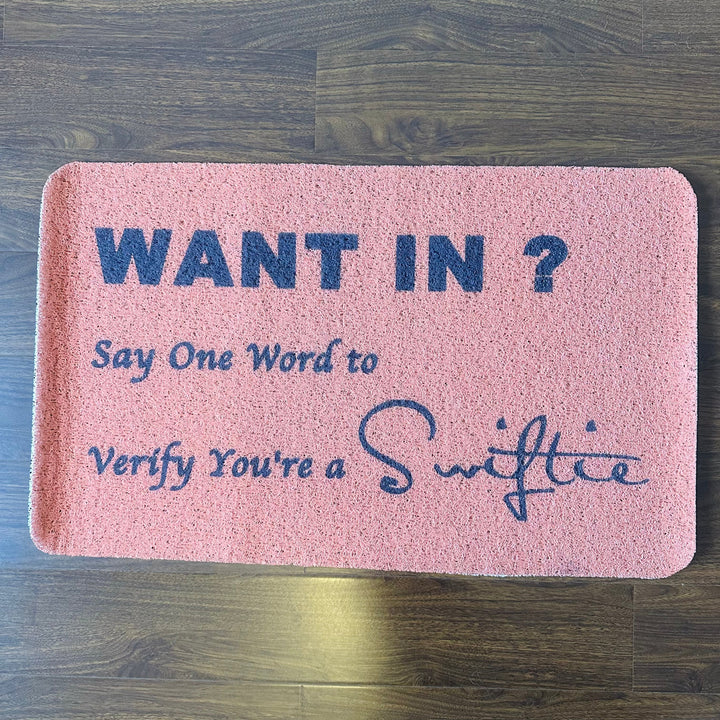 WANT IN ?
Say One Word to
Verify You're a Swiftie